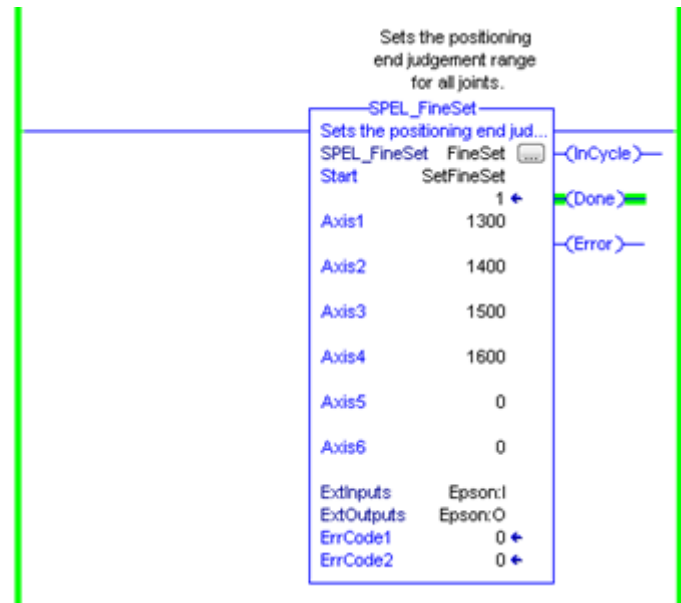 Sets the positioning
end judgement range
for all joints.
SPEL_FineSet
Sets the positioning end jud...
SPEL_FineSet FineSet ... (InCycle)
Start SetFineSet
1 (Done)
Axis1 1300
(Error)
Axis2 1400
Axis3 1500
Axis4 1600
Axis5 0
Axis6 0
ExtInputs Epson:I
ExtOutputs Epson:O
ErrCode1 0
ErrCode2 0